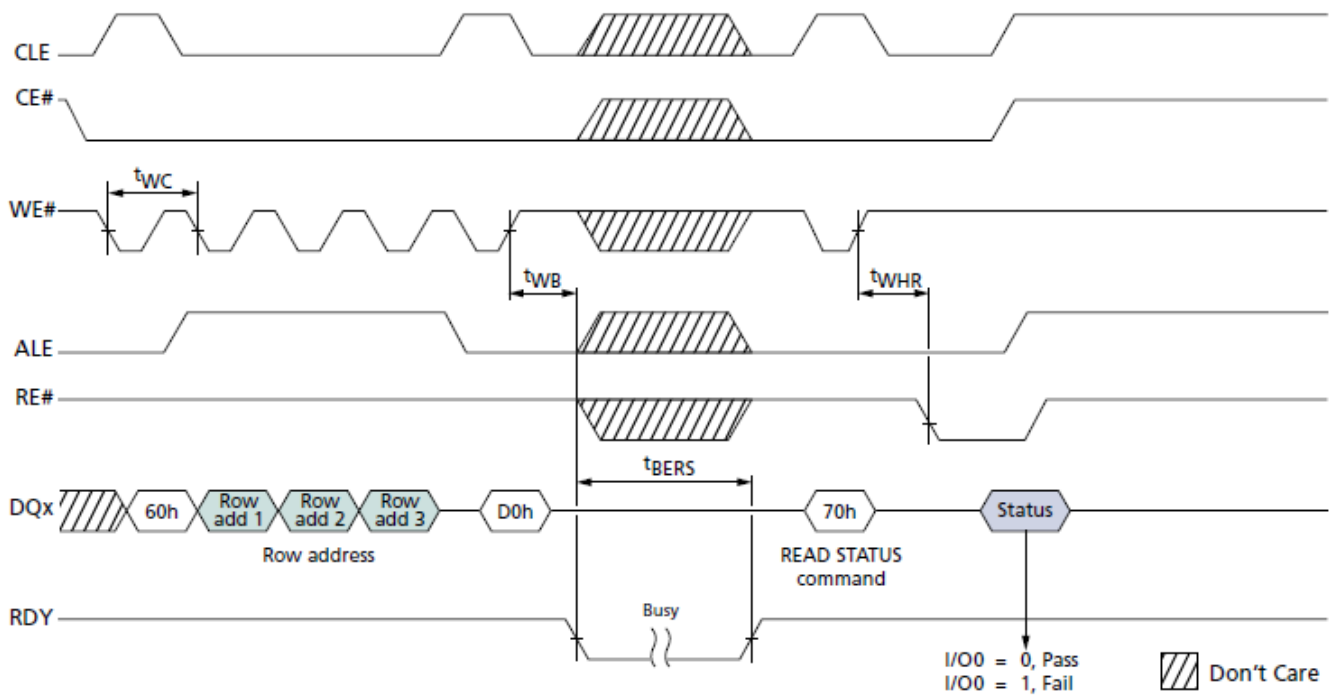 CLE
CE#
tWC
WE#
tWB
tWHR
ALE
RE#
tBERS
DQx
60h
Row add 1
Row add 2
Row add 3
D0h
70h
Status
Row address
READ STATUS
command
RDY
Busy
I/O0 = 0, Pass
I/O0 = 1, Fail
Don't Care